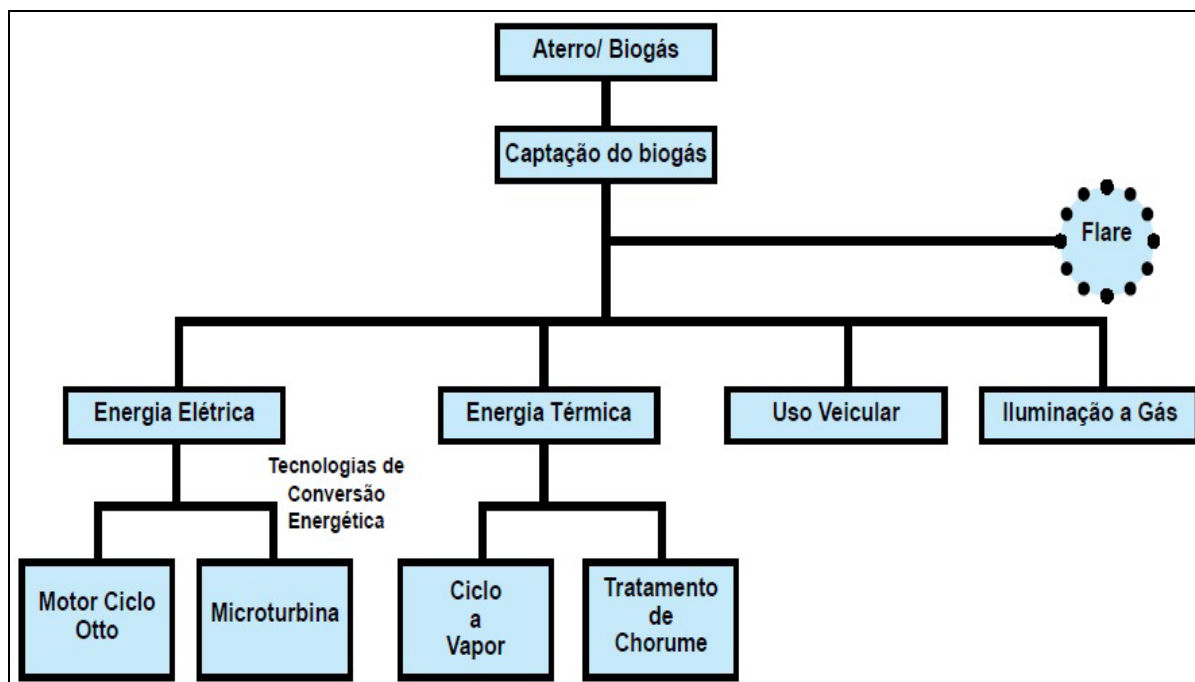 Aterro/ Biogás
Captação do biogás
Flare
Energia Elétrica
Energia Térmica
Uso Veicular
Iluminação a Gás
Tecnologias de
Conversão
Energética
Motor Ciclo
Otto
Microturbina
Ciclo
a
Vapor
Tratamento
de
Chorume